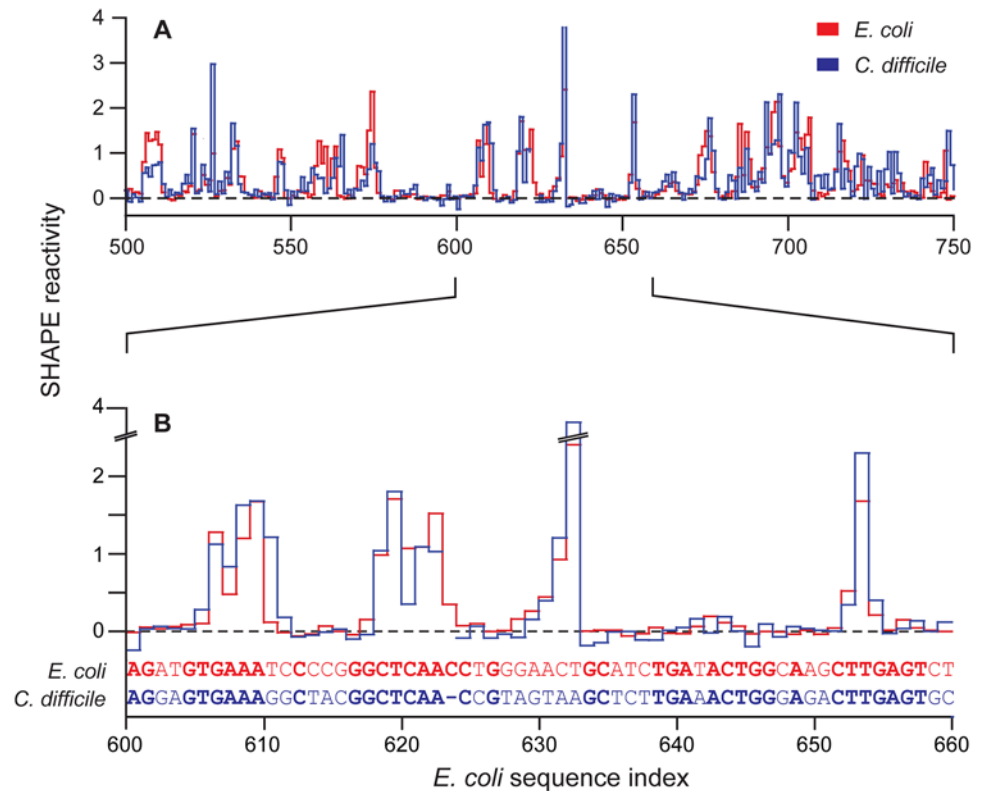 A
E. coli
C. difficile
4
3
2
1
0
500 550 600 650 700 750
SHAPE reactivity
B
4
2
1
0
E. coli AGATGTGAAATCCCCGGGCTCAACCTGGGAACTGCATCTGATACTGGCAAGCTTGAGTCT
C. difficile AGGAGTGAAAGGCTACGGCTCAA-CCGTAGTAAGCTCTTGAAACTGGGAGACTTGAGTGC
600 610 620 630 640 650 660
E. coli sequence index